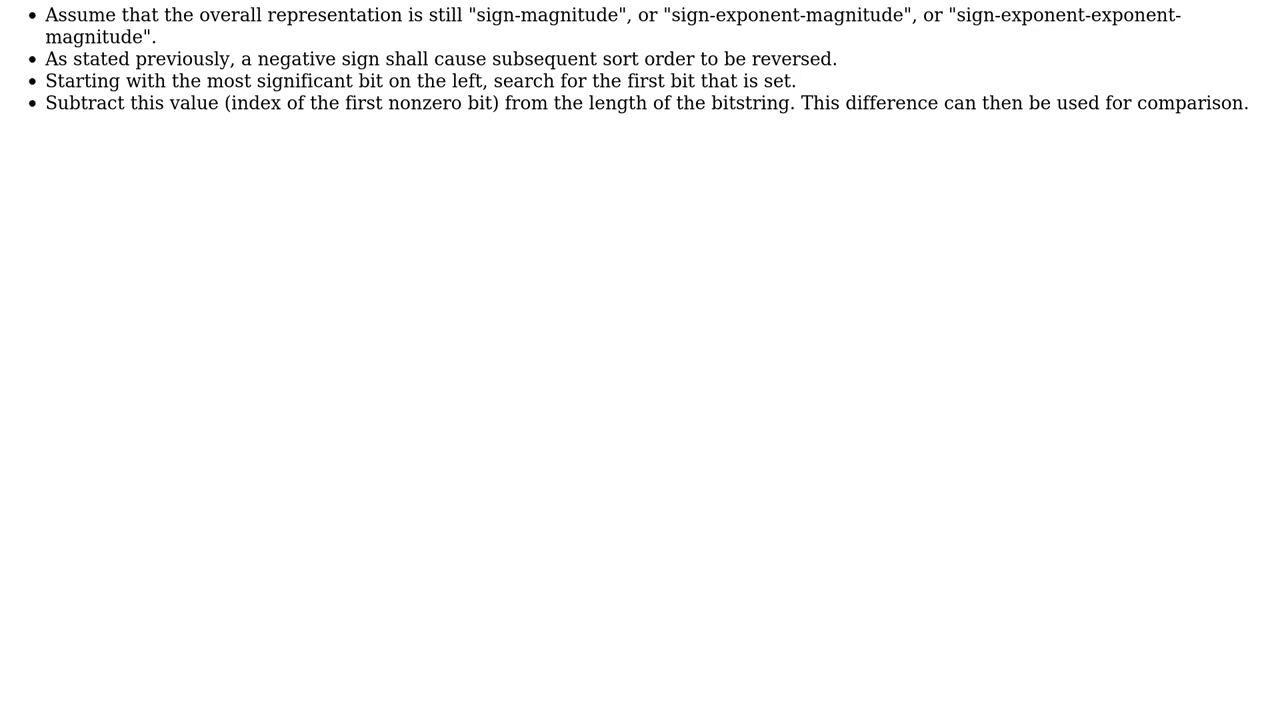 • Assume that the overall representation is still "sign-magnitude", or "sign-exponent-magnitude", or "sign-exponent-exponent-
magnitude".
• As stated previously, a negative sign shall cause subsequent sort order to be reversed.
• Starting with the most significant bit on the left, search for the first bit that is set.
• Subtract this value (index of the first nonzero bit) from the length of the bitstring. This difference can then be used for comparison.